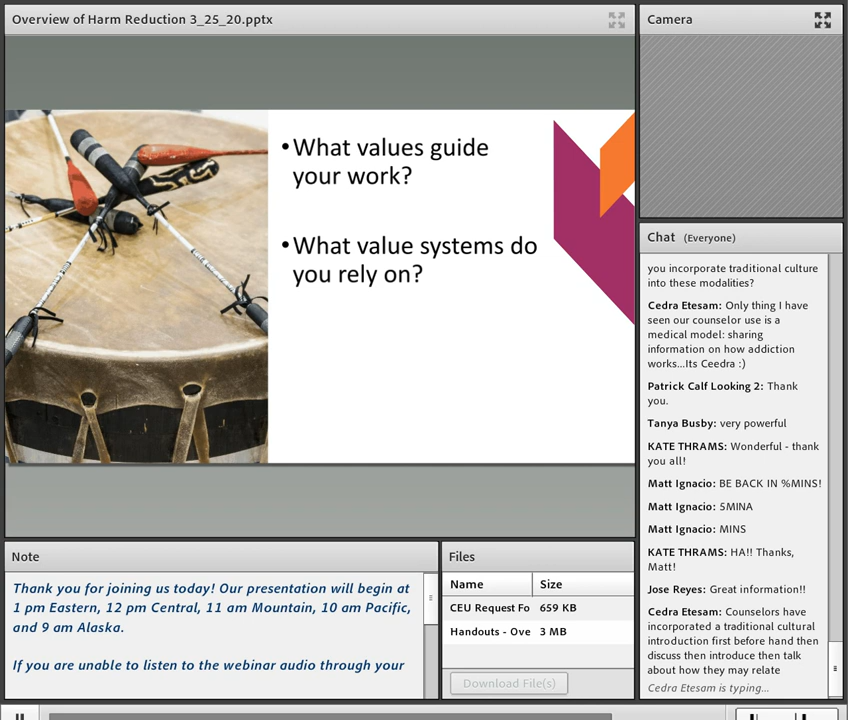 Overview of Harm Reduction 3_25_20.pptx
•What values guide
your work?
•What value systems do
you rely on?
Camera
Chat (Everyone)
you incorporate traditional culture
into these modalities?
Cedra Etesam: Only thing I have
seen our counselor use is a
medical model: sharing
information on how addiction
works...Its Ceedra :)
Patrick Calf Looking 2: Thank
you.
Tanya Busby: very powerful
KATE THRAMS: Wonderful - thank
you all!
Matt Ignacio: BE BACK IN %MINS!
Matt Ignacio: 5MINA
Matt Ignacio: MINS
KATE THRAMS: HA!! Thanks,
Matt!
Jose Reyes: Great information!!
Cedra Etesam: Counselors have
incorporated a traditional cultural
introduction first before hand then
discuss then introduce then talk
about how they may relate
Cedra Etesam is typing...
Note
Thank you for joining us today! Our presentation will begin at
1 pm Eastern, 12 pm Central, 11 am Mountain, 10 am Pacific,
and 9 am Alaska.
If you are unable to listen to the webinar audio through your
Files
Name Size
CEU Request Fo 659 KB
Handouts - Ove 3 MB
Download File(s)